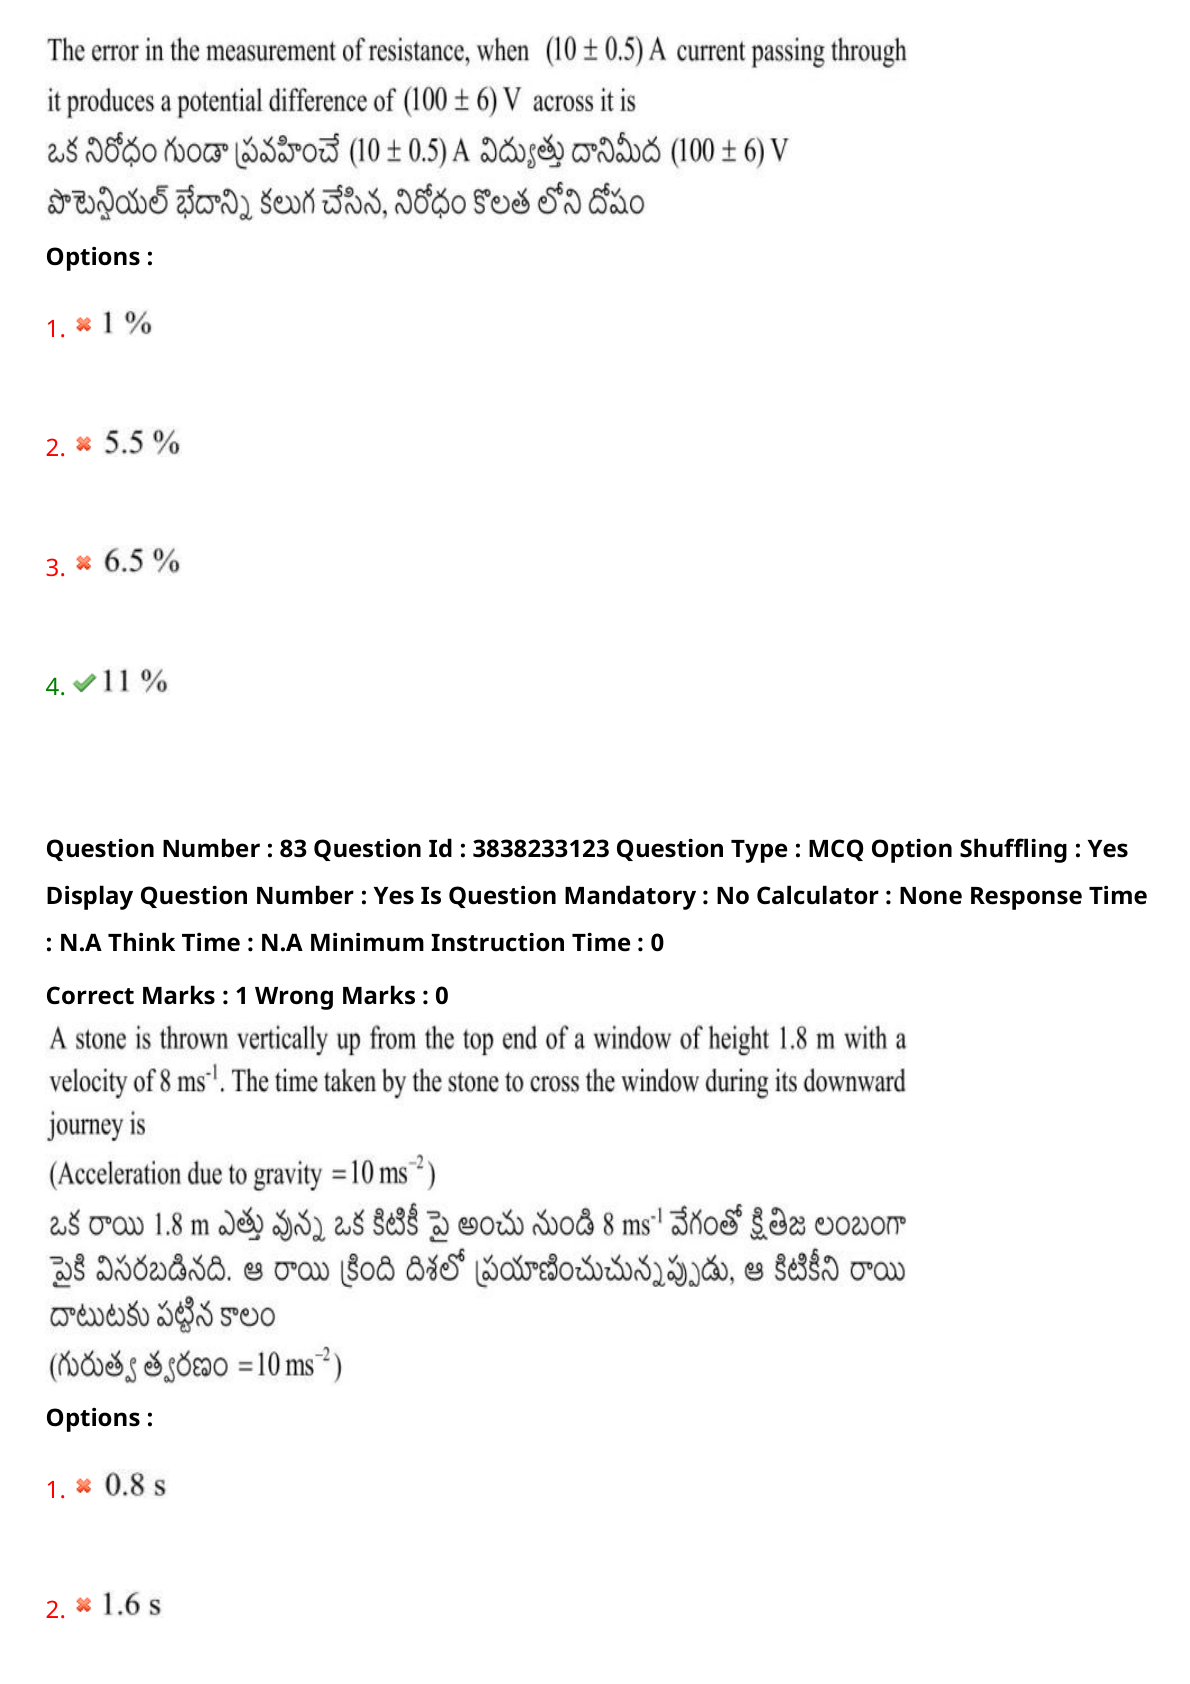 The error in the measurement of resistance, when (10 ± 0.5) A current passing through
it produces a potential difference of (100 ± 6) V across it is
ఒక నిరోధం గుండా ప్రవహించే (10 ± 0.5) A విద్యుత్తు దానిమీద (100 ± 6) V
పొటెన్షియల్ భేదాన్ని కలుగ చేసిన, నిరోధం కొలత లోని దోషం
Options :
1. ✖ 1 %
2. ✖ 5.5 %
3. ✖ 6.5 %
4. ✔ 11 %
Question Number : 83 Question Id : 3838233123 Question Type : MCQ Option Shuffling : Yes
Display Question Number : Yes Is Question Mandatory : No Calculator : None Response Time
: N.A Think Time : N.A Minimum Instruction Time : 0
Correct Marks : 1 Wrong Marks : 0
A stone is thrown vertically up from the top end of a window of height 1.8 m with a
velocity of 8 ms⁻¹. The time taken by the stone to cross the window during its downward
journey is
(Acceleration due to gravity = 10 ms⁻²)
ఒక రాయి 1.8 m ఎత్తు వున్న ఒక కిటికీ పై అంచు నుండి 8 ms⁻¹ వేగంతో క్షితిజ లంబంగా
పైకి విసరబడినది. ఆ రాయి క్రింది దిశలో ప్రయాణించుచున్నప్పుడు, ఆ కిటికీని రాయి
దాటుటకు పట్టిన కాలం
(గురుత్వ త్వరణం = 10 ms⁻²)
Options :
1. ✖ 0.8 s
2. ✖ 1.6 s